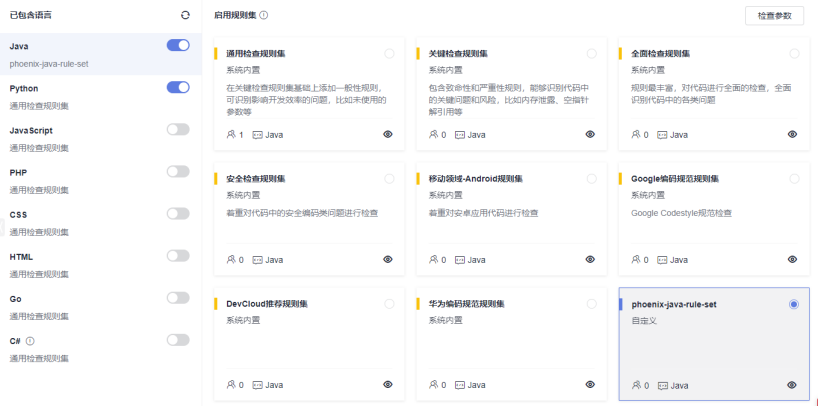 已包含语言
Java
phoenix-java-rule-set
Python
通用检查规则集
JavaScript
通用检查规则集
PHP
通用检查规则集
CSS
通用检查规则集
HTML
通用检查规则集
Go
通用检查规则集
C#
通用检查规则集
启用规则集
检查参数
通用检查规则集
系统内置
在关键检查规则集基础上添加一般性规则，
可识别影响开发效率的问题，比如未使用的
参数等
1 Java
关键检查规则集
系统内置
包含致命性和严重性规则，能够识别代码中
的关键问题和风险，比如内存泄露、空指针
解引用等
0 Java
全面检查规则集
系统内置
规则最丰富，对代码进行全面的检查，全面
识别代码中的各类问题
0 Java
安全检查规则集
系统内置
着重对代码中的安全编码类问题进行检查
0 Java
移动领域-Android规则集
系统内置
着重对安卓应用代码进行检查
0 Java
Google编码规范规则集
系统内置
Google Codestyle规范检查
0 Java
DevCloud推荐规则集
系统内置
0 Java
华为编码规范规则集
系统内置
0 Java
phoenix-java-rule-set
自定义
0 Java